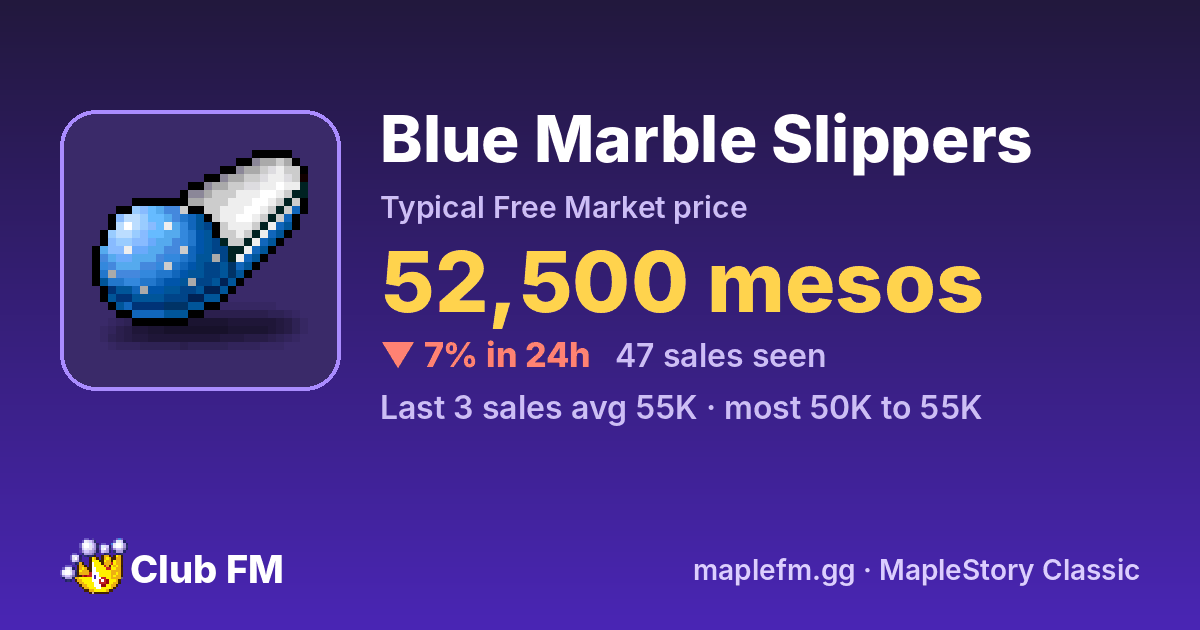 Blue Marble Slippers
Typical Free Market price
52,500 mesos
▼ 7% in 24h 47 sales seen
Last 3 sales avg 55K · most 50K to 55K
Club FM
maplefm.gg · MapleStory Classic